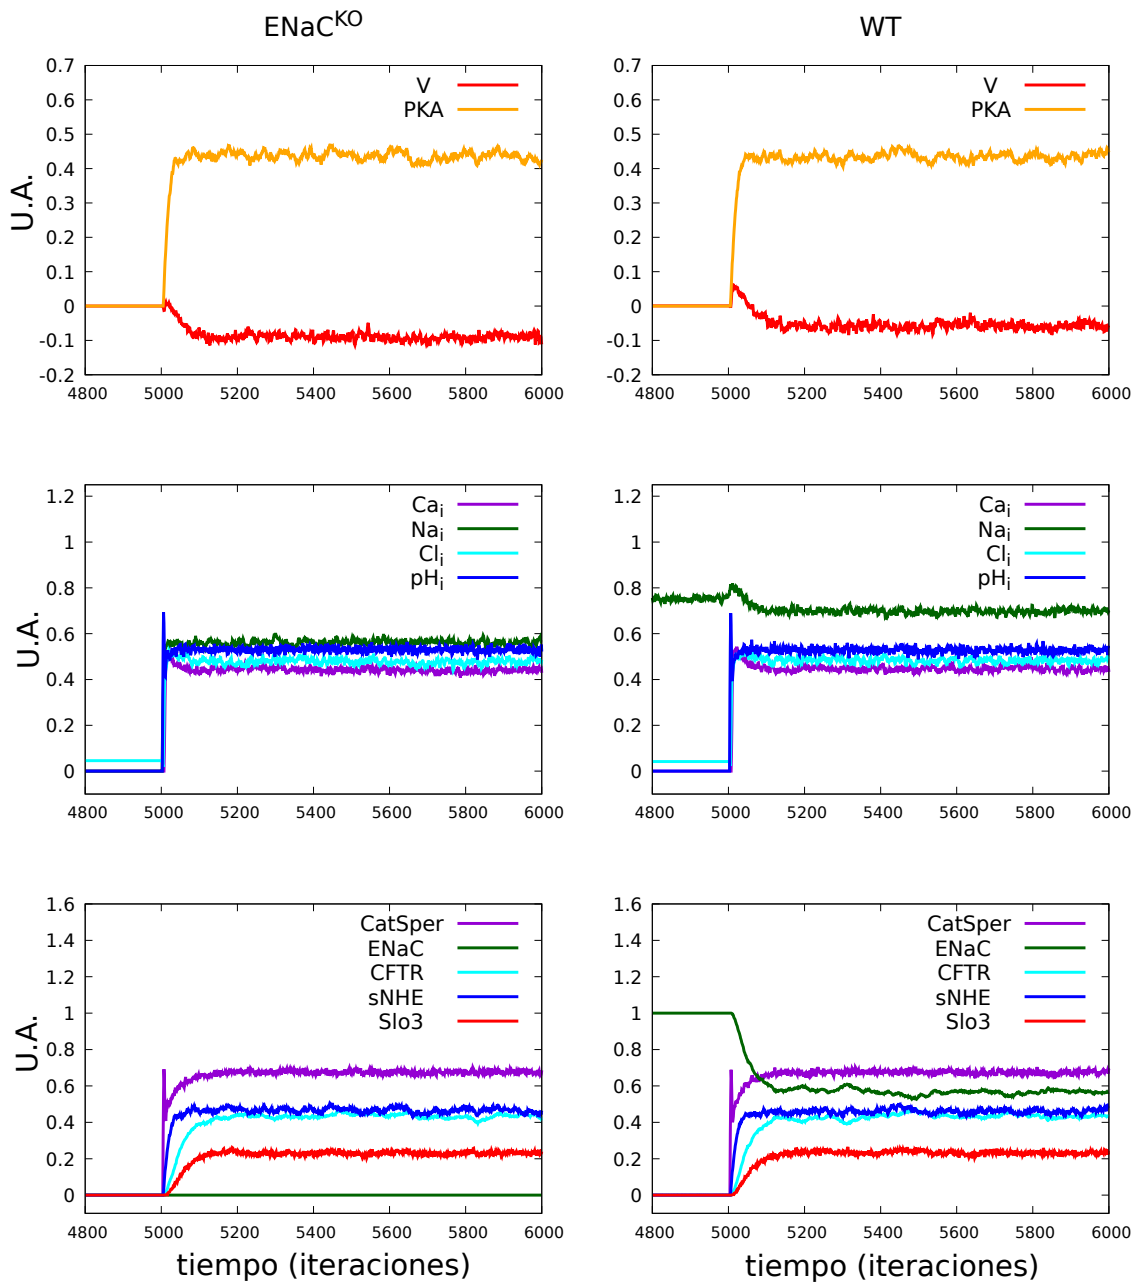 ENaC^KO WT
U.A.
0.7
0.6
0.5
0.4
0.3
0.2
0.1
0
-0.1
-0.2
4800 5000 5200 5400 5600 5800 6000
V
PKA
0.7
0.6
0.5
0.4
0.3
0.2
0.1
0
-0.1
-0.2
4800 5000 5200 5400 5600 5800 6000
V
PKA
U.A.
1.2
1
0.8
0.6
0.4
0.2
0
4800 5000 5200 5400 5600 5800 6000
Ca_i
Na_i
Cl_i
pH_i
1.2
1
0.8
0.6
0.4
0.2
0
4800 5000 5200 5400 5600 5800 6000
Ca_i
Na_i
Cl_i
pH_i
U.A.
1.6
1.4
1.2
1
0.8
0.6
0.4
0.2
0
4800 5000 5200 5400 5600 5800 6000
CatSper
ENaC
CFTR
sNHE
Slo3
tiempo (iteraciones)
1.6
1.4
1.2
1
0.8
0.6
0.4
0.2
0
4800 5000 5200 5400 5600 5800 6000
CatSper
ENaC
CFTR
sNHE
Slo3
tiempo (iteraciones)